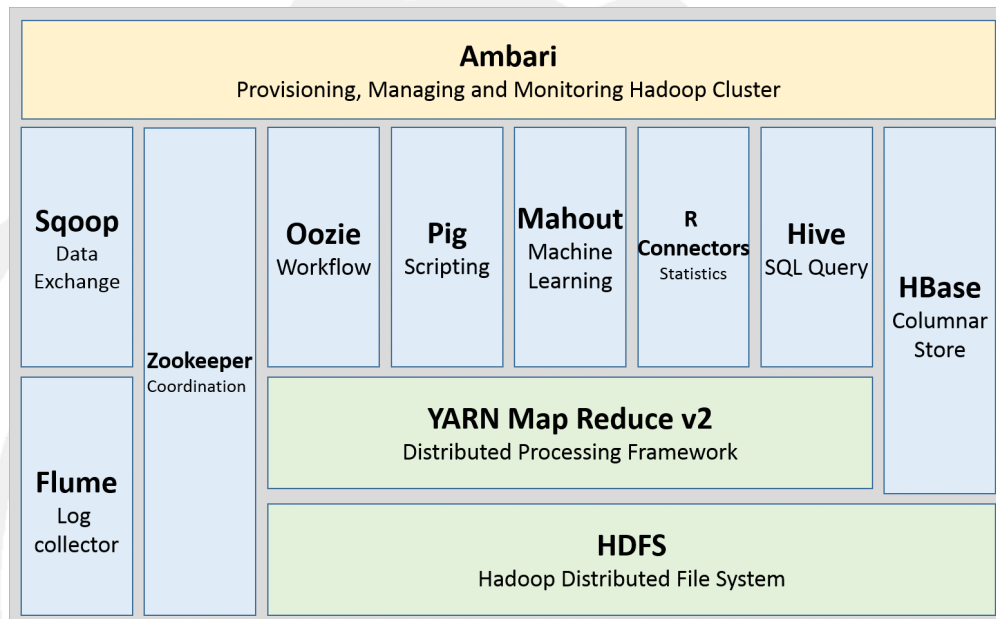 Ambari
Provisioning, Managing and Monitoring Hadoop Cluster
Sqoop
Data
Exchange
Zookeeper
Coordination
Oozie
Workflow
Pig
Scripting
Mahout
Machine
Learning
R
Connectors
Statistics
Hive
SQL Query
HBase
Columnar
Store
Flume
Log
collector
YARN Map Reduce v2
Distributed Processing Framework
HDFS
Hadoop Distributed File System